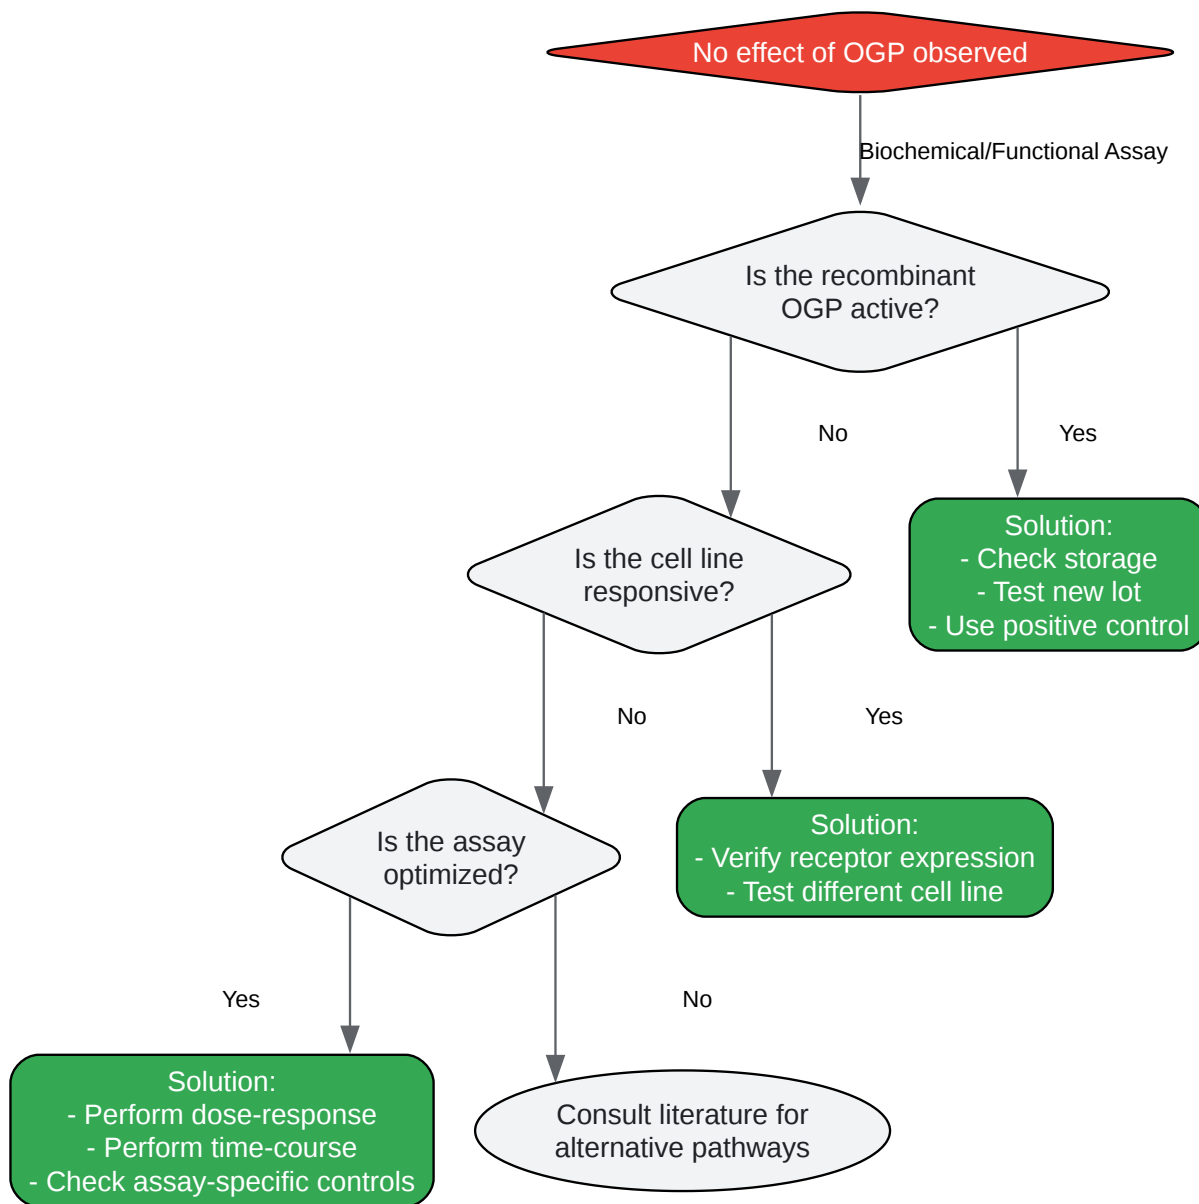 No effect of OGP observed
Biochemical/Functional Assay
Is the recombinant
OGP active?
No
Yes
Solution:
- Check storage
- Test new lot
- Use positive control
Is the cell line
responsive?
No
Yes
Solution:
- Verify receptor expression
- Test different cell line
Is the assay
optimized?
Yes
No
Solution:
- Perform dose-response
- Perform time-course
- Check assay-specific controls
Consult literature for
alternative pathways